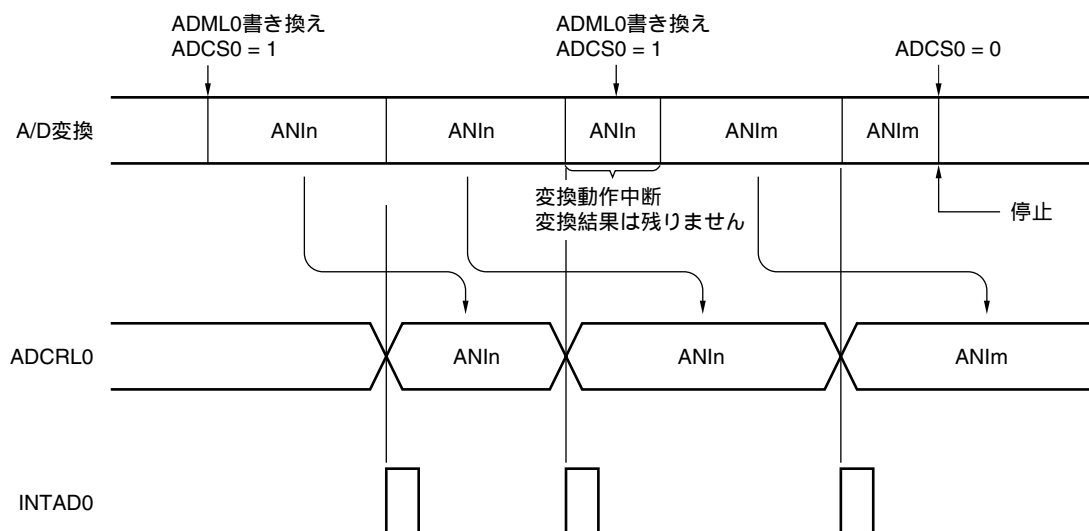 ADML0書き換え
ADCS0 = 1
ADML0書き換え
ADCS0 = 1
ADCS0 = 0
A/D変換
ANIn
ANIn
ANIn
ANIm
ANIm
変換動作中断
変換結果は残りません
停止
ADCRL0
ANIn
ANIn
ANIm
INTAD0